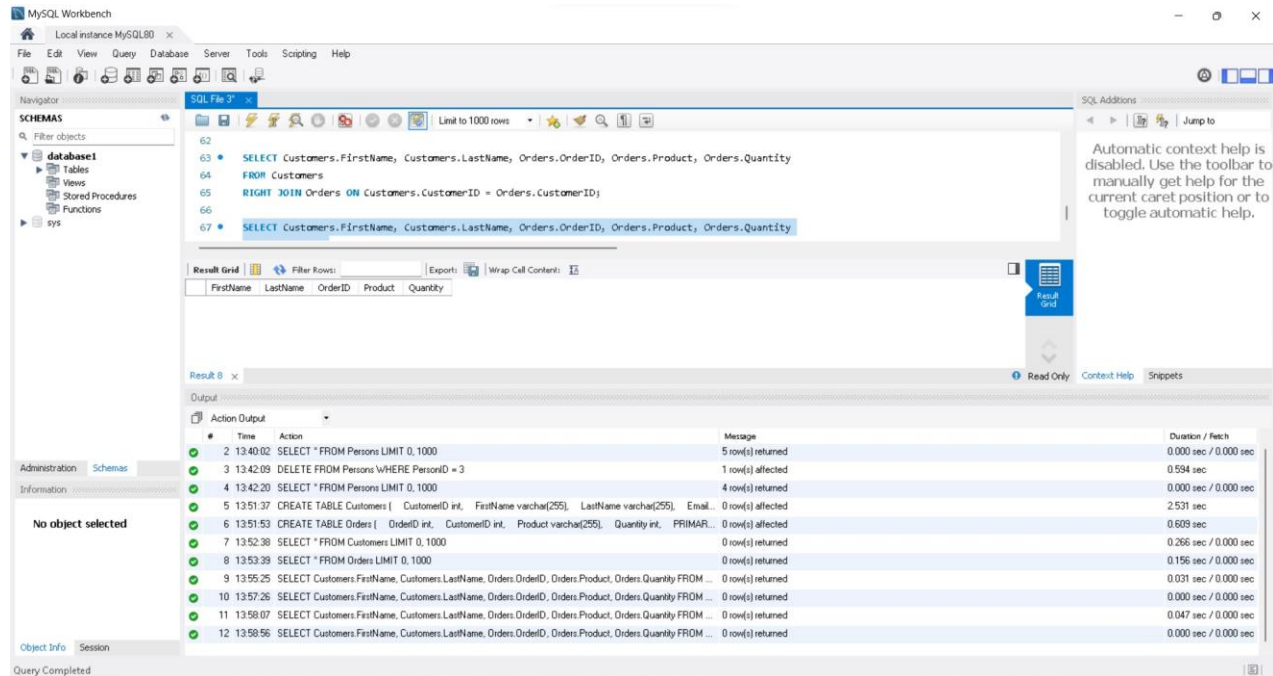 MySQL Workbench
Local instance MySQL80
File Edit View Query Database Server Tools Scripting Help
Navigator
SCHEMAS
Filter objects
database1
Tables
Views
Stored Procedures
Functions
sys
Administration Schemas
Information
No object selected
Object Info Session
Query Completed
SQL File 3*
Limit to 1000 rows
62
63 SELECT Customers.FirstName, Customers.LastName, Orders.OrderID, Orders.Product, Orders.Quantity
64 FROM Customers
65 RIGHT JOIN Orders ON Customers.CustomerID = Orders.CustomerID;
66
67 SELECT Customers.FirstName, Customers.LastName, Orders.OrderID, Orders.Product, Orders.Quantity
Result Grid Filter Rows: Export: Wrap Cell Content:
FirstName LastName OrderID Product Quantity
Result Grid
Result 8 Read Only
SQL Additions
Jump to
Automatic context help is
disabled. Use the toolbar to
manually get help for the
current caret position or to
toggle automatic help.
Context Help Snippets
Output
Action Output
# Time Action Message Duration / Fetch
2 13:40:02 SELECT * FROM Persons LIMIT 0, 1000 5 row(s) returned 0.000 sec / 0.000 sec
3 13:42:09 DELETE FROM Persons WHERE PersonID = 3 1 row(s) affected 0.594 sec
4 13:42:20 SELECT * FROM Persons LIMIT 0, 1000 4 row(s) returned 0.000 sec / 0.000 sec
5 13:51:37 CREATE TABLE Customers ( CustomerID int, FirstName varchar(255), LastName varchar(255), Email... 0 row(s) affected 2.531 sec
6 13:51:53 CREATE TABLE Orders ( OrderID int, CustomerID int, Product varchar(255), Quantity int, PRIMAR... 0 row(s) affected 0.609 sec
7 13:52:38 SELECT * FROM Customers LIMIT 0, 1000 0 row(s) returned 0.266 sec / 0.000 sec
8 13:53:39 SELECT * FROM Orders LIMIT 0, 1000 0 row(s) returned 0.156 sec / 0.000 sec
9 13:55:25 SELECT Customers.FirstName, Customers.LastName, Orders.OrderID, Orders.Product, Orders.Quantity FROM ... 0 row(s) returned 0.031 sec / 0.000 sec
10 13:57:26 SELECT Customers.FirstName, Customers.LastName, Orders.OrderID, Orders.Product, Orders.Quantity FROM ... 0 row(s) returned 0.000 sec / 0.000 sec
11 13:58:07 SELECT Customers.FirstName, Customers.LastName, Orders.OrderID, Orders.Product, Orders.Quantity FROM ... 0 row(s) returned 0.047 sec / 0.000 sec
12 13:58:56 SELECT Customers.FirstName, Customers.LastName, Orders.OrderID, Orders.Product, Orders.Quantity FROM ... 0 row(s) returned 0.000 sec / 0.000 sec